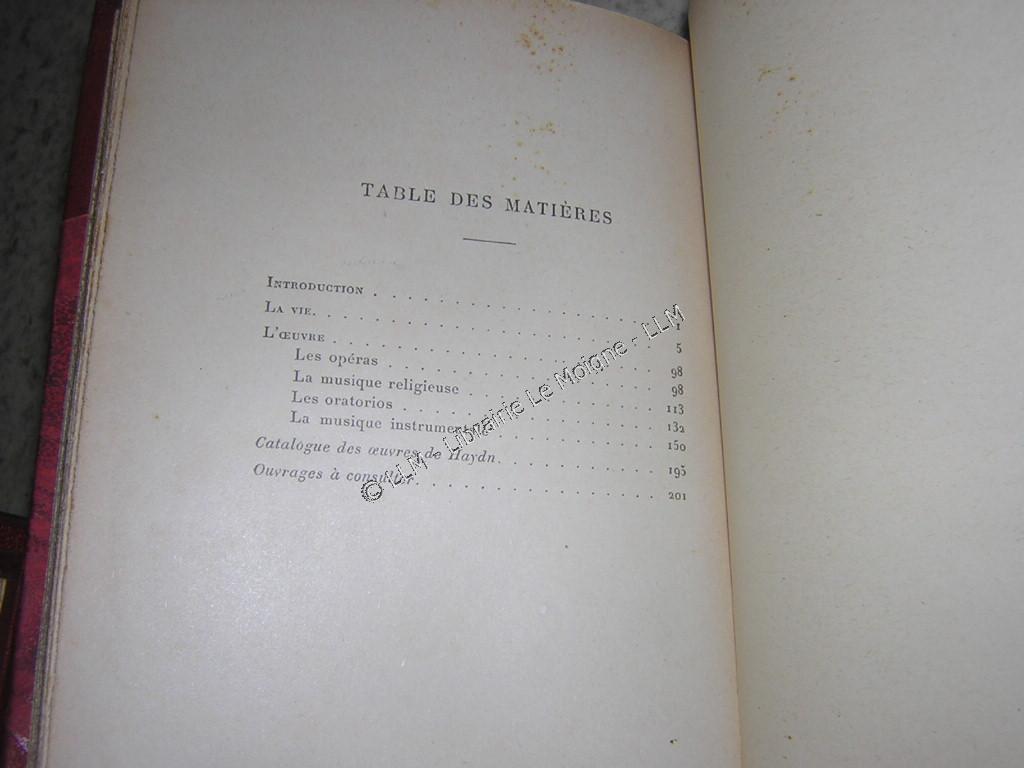 TABLE DES MATIÈRES
INTRODUCTION . . . . . . . . . . . . . . . . . . . . 1
LA VIE. . . . . . . . . . . . . . . . . . . . . . . . 5
L'ŒUVRE . . . . . . . . . . . . . . . . . . . . . . . 98
Les opéras . . . . . . . . . . . . . . . . . . . . . 98
La musique religieuse . . . . . . . . . . . . . . . 113
Les oratorios . . . . . . . . . . . . . . . . . . . . 132
La musique instrumentale . . . . . . . . . . . . . . 150
Catalogue des œuvres de Haydn. . . . . . . . . . . . 195
Ouvrages à consulter. . . . . . . . . . . . . . . . . 201
© LLM - Librairie Le Moigne - LLM